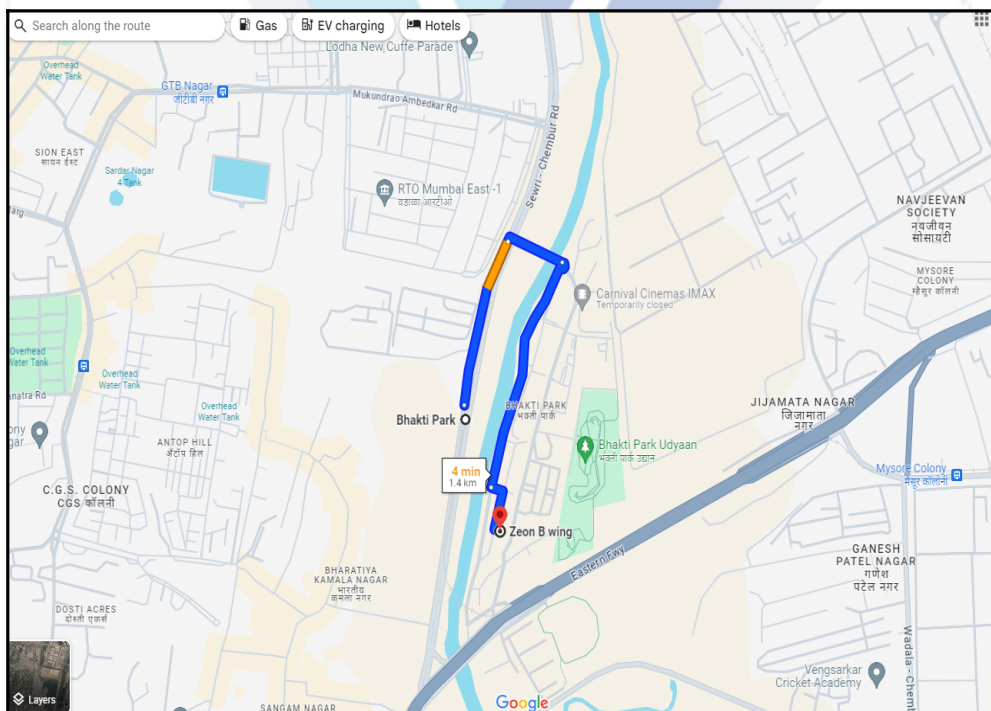 Search along the route
Gas
EV charging
Hotels
Lodha New Cuffe Parade
Overhead
Water Tank
GTB Nagar
जीटीबी नगर
Mukundrao Ambedkar Rd
Sewri - Chembur Rd
SION EAST
सायन ईस्ट
Sardar Nagar
4 Tank
RTO Mumbai East -1
वडाळा आरटीओ
NAVJEEVAN
SOCIETY
नवजीवन
सोसायटी
MYSORE
COLONY
म्हैसूर कॉलनी
Carnival Cinemas IMAX
Temporarily closed
Overhead
Water Tank
Overhead
Water Tank
anatra Rd
Bhakti Park
BHAKTI PARK
भक्ती पार्क
JIJAMATA NAGAR
जिजामाता
नगर
ony
agar
ANTOP HILL
अँटॉप हिल
Bhakti Park Udyaan
भक्ती पार्क उद्यान
4 min
1.4 km
Mysore Colony
मैसूर कॉलोनी
C.G.S. COLONY
CGS कॉलनी
Zeon B wing
Eastern Fwy
GANESH
PATEL NAGAR
गणेश
पटेल नगर
BHARATIYA
KAMALA NAGAR
भारतीय
कमला नगर
DOSTI ACRES
दोस्ती एकर्स
Wadala - Chemb
Vengsarkar
Cricket Academy
Layers
Google
SANGAM NAGAR